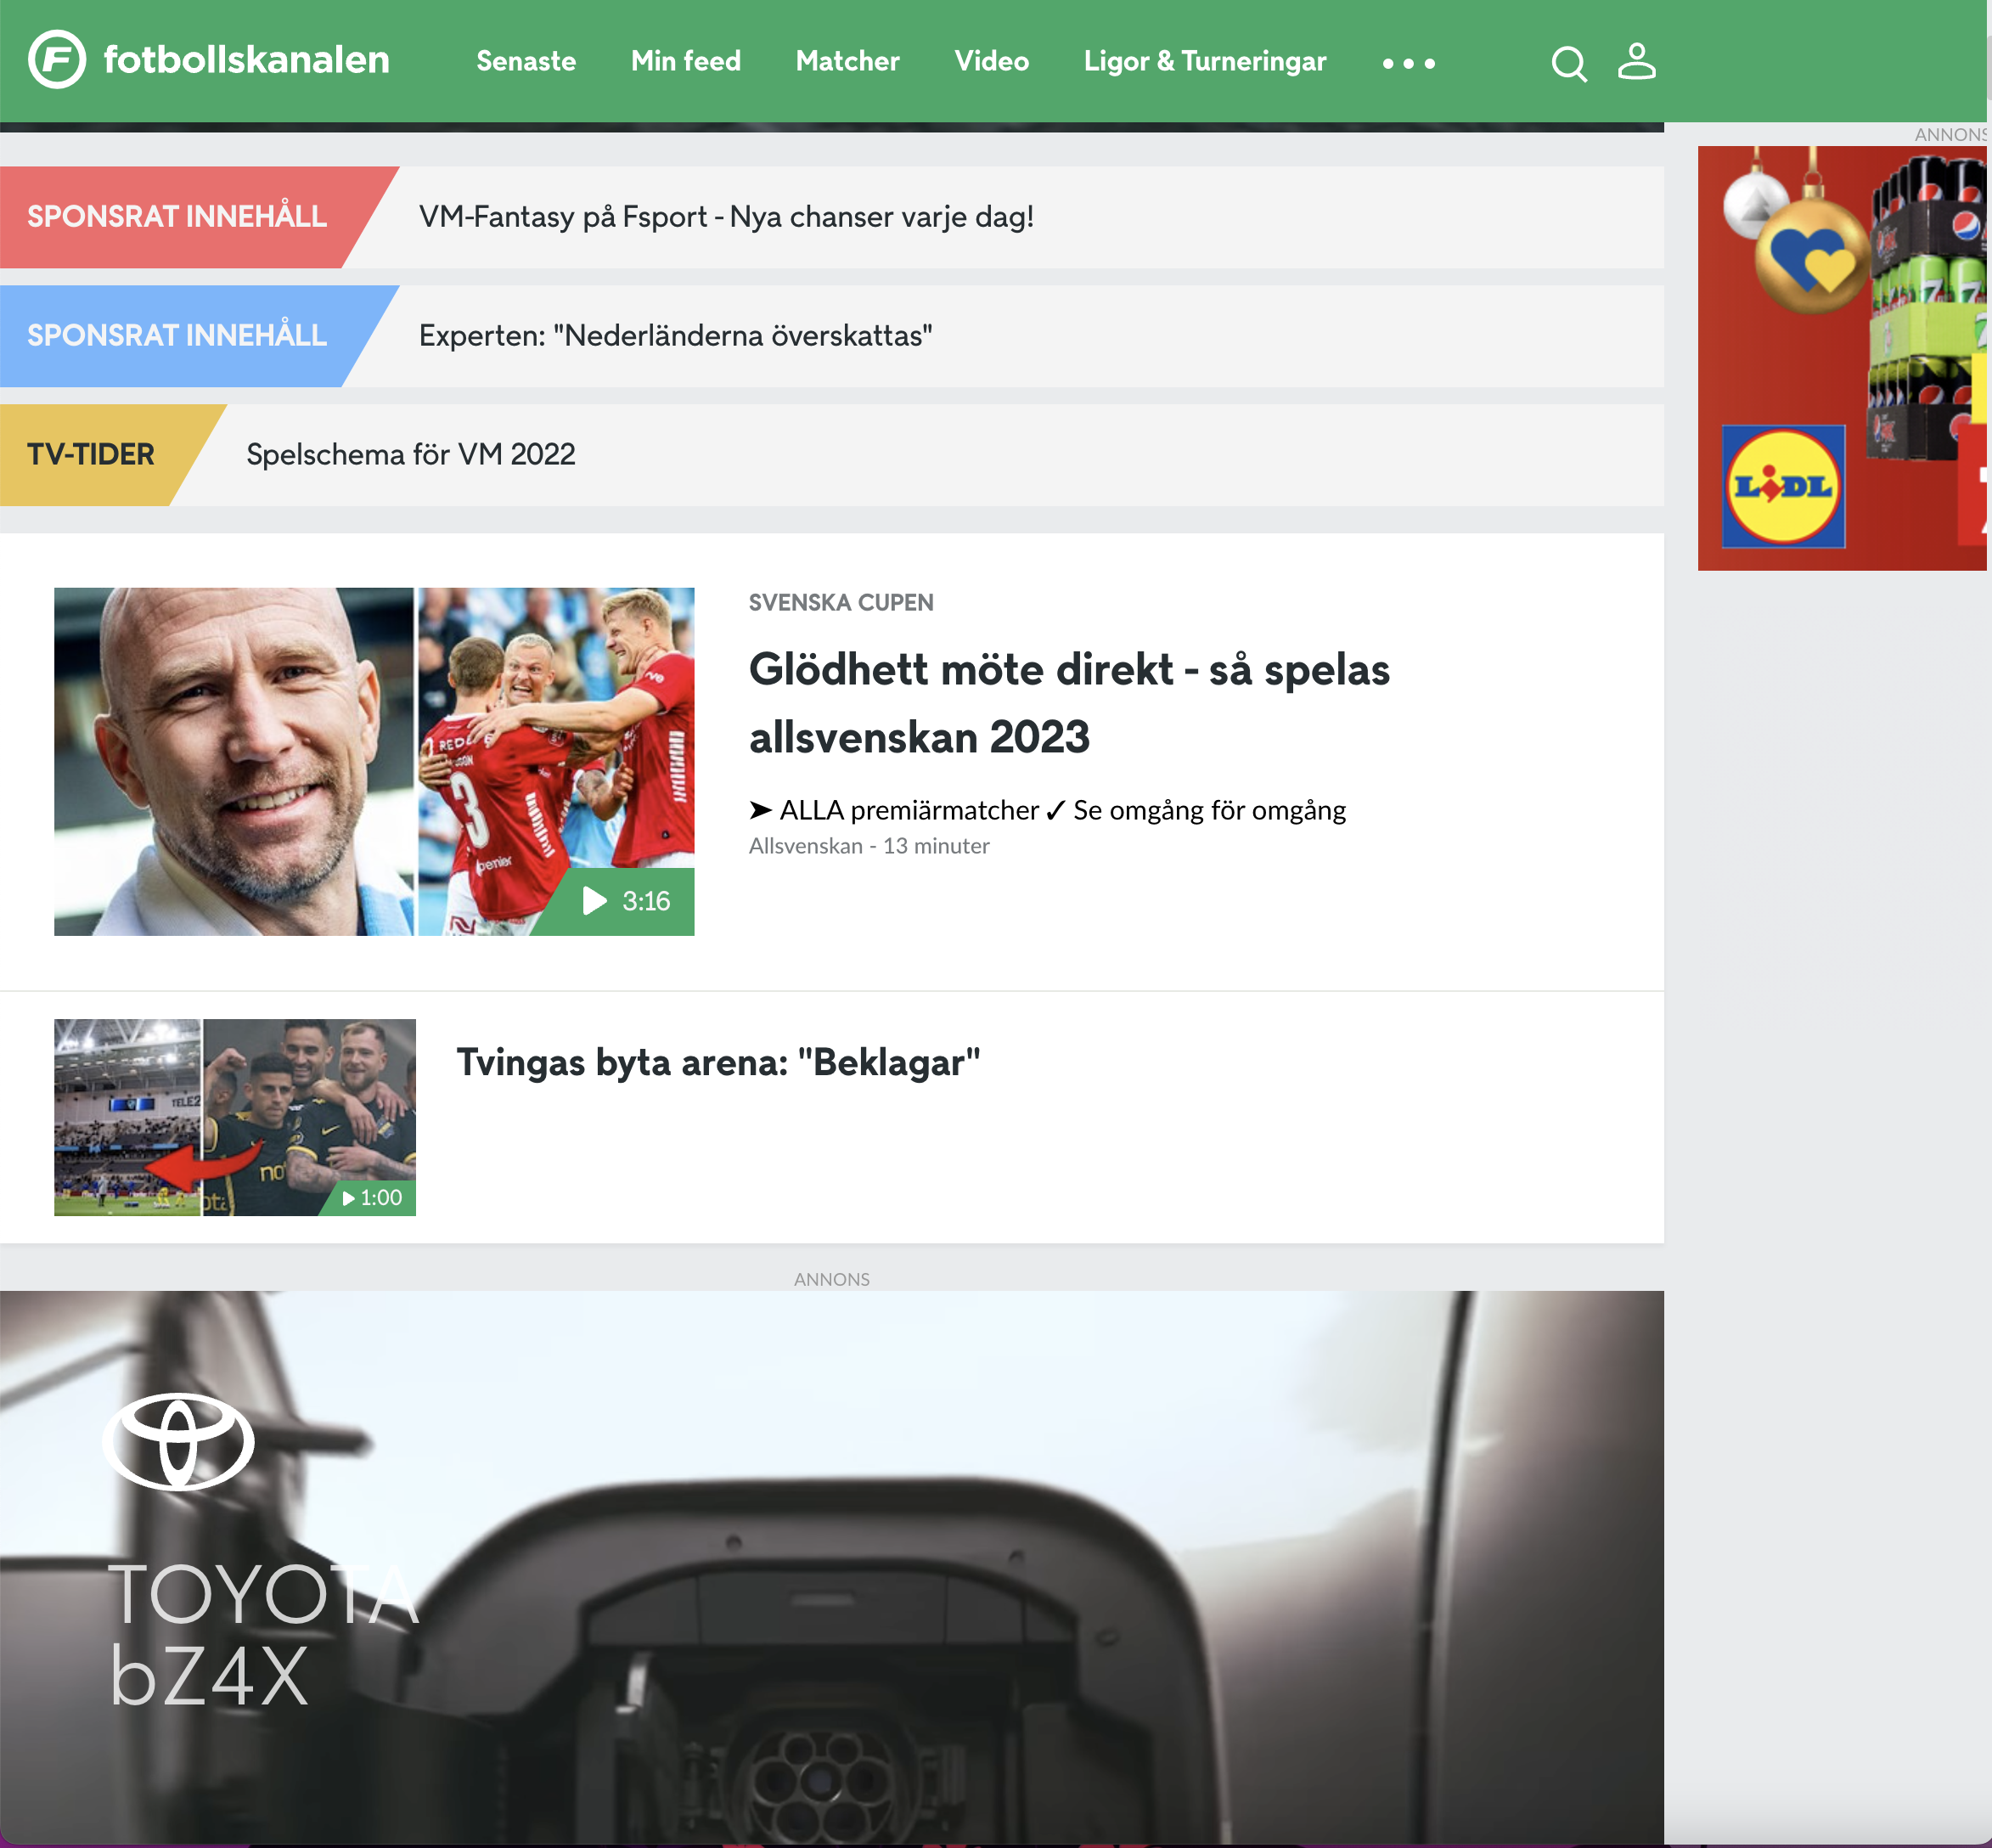 fotbollskanalen
Senaste
Min feed
Matcher
Video
Ligor & Turneringar
ANNONS
SPONSRAT INNEHÅLL
VM-Fantasy på Fsport - Nya chanser varje dag!
SPONSRAT INNEHÅLL
Experten: "Nederländerna överskattas"
TV-TIDER
Spelschema för VM 2022
LIDL
SVENSKA CUPEN
Glödhett möte direkt - så spelas
allsvenskan 2023
➤ ALLA premiärmatcher ✓ Se omgång för omgång
Allsvenskan - 13 minuter
3
3:16
Tvingas byta arena: "Beklagar"
TELE2
1:00
ANNONS
TOYOTA
bZ4X